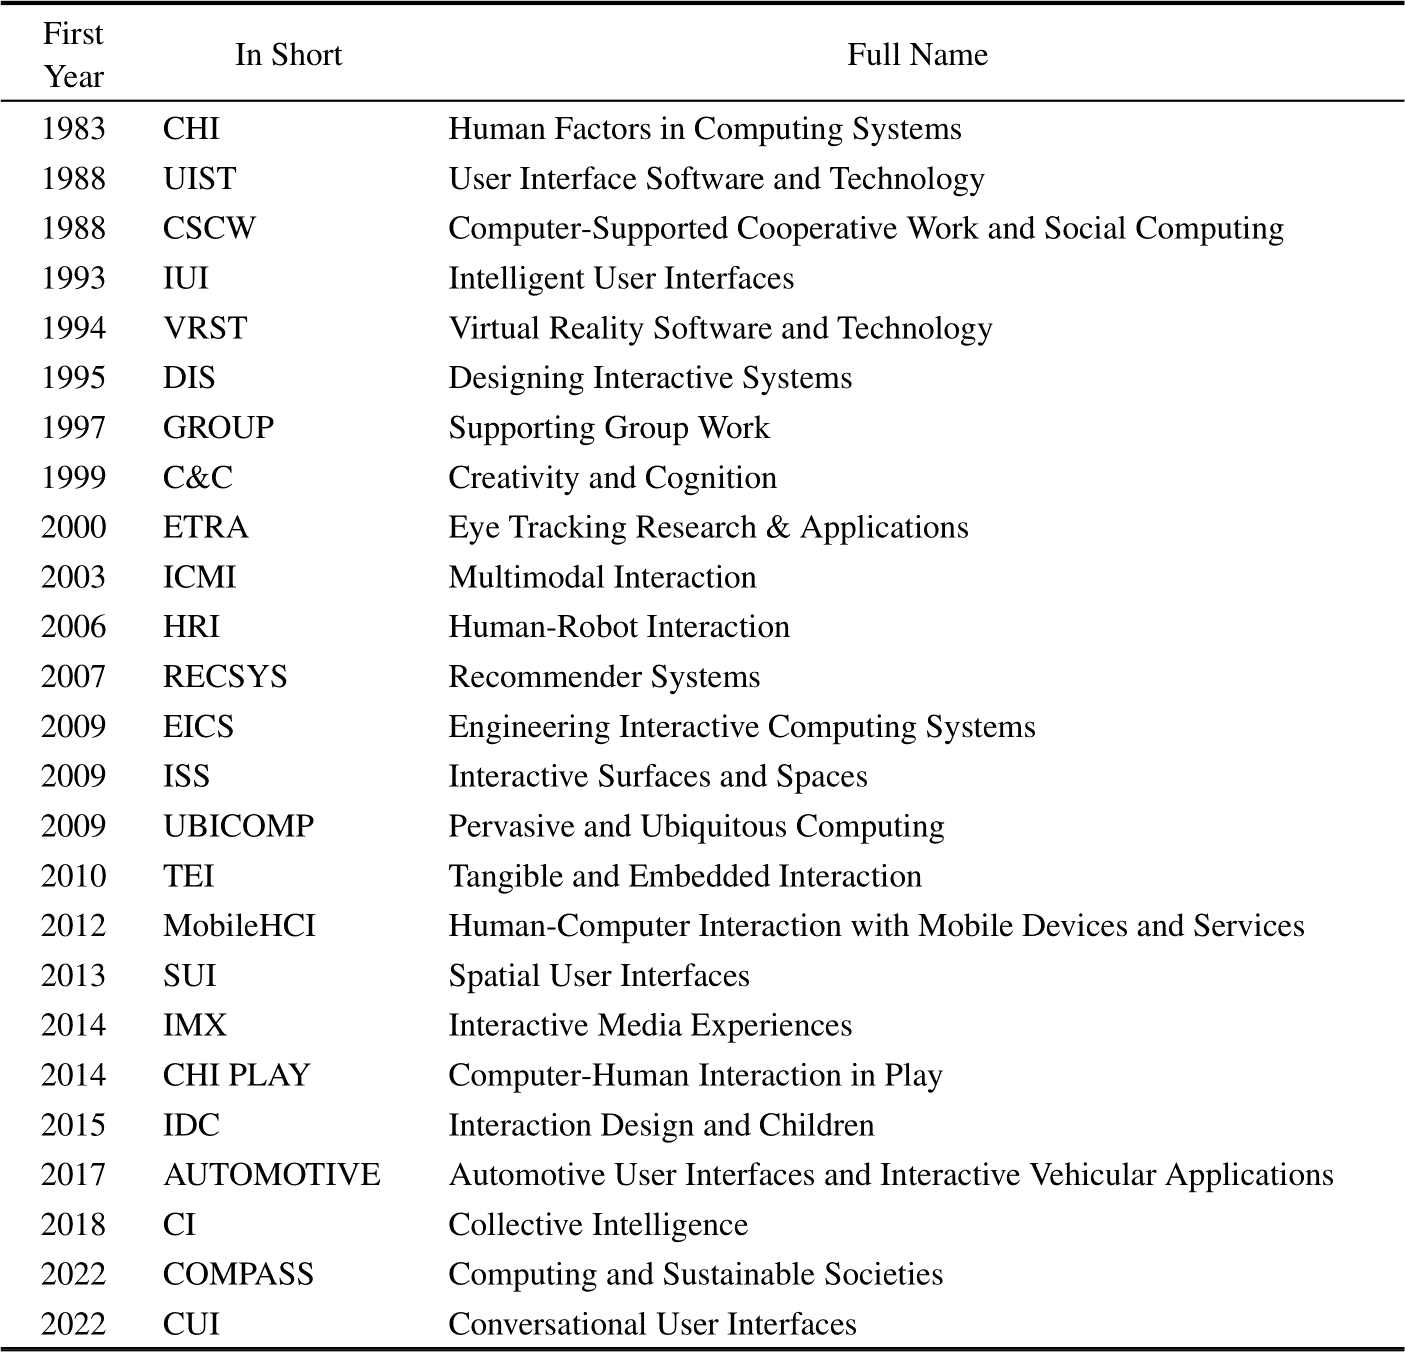 First
Year
In Short
Full Name
1983 CHI Human Factors in Computing Systems
1988 UIST User Interface Software and Technology
1988 CSCW Computer-Supported Cooperative Work and Social Computing
1993 IUI Intelligent User Interfaces
1994 VRST Virtual Reality Software and Technology
1995 DIS Designing Interactive Systems
1997 GROUP Supporting Group Work
1999 C&C Creativity and Cognition
2000 ETRA Eye Tracking Research & Applications
2003 ICMI Multimodal Interaction
2006 HRI Human-Robot Interaction
2007 RECSYS Recommender Systems
2009 EICS Engineering Interactive Computing Systems
2009 ISS Interactive Surfaces and Spaces
2009 UBICOMP Pervasive and Ubiquitous Computing
2010 TEI Tangible and Embedded Interaction
2012 MobileHCI Human-Computer Interaction with Mobile Devices and Services
2013 SUI Spatial User Interfaces
2014 IMX Interactive Media Experiences
2014 CHI PLAY Computer-Human Interaction in Play
2015 IDC Interaction Design and Children
2017 AUTOMOTIVE Automotive User Interfaces and Interactive Vehicular Applications
2018 CI Collective Intelligence
2022 COMPASS Computing and Sustainable Societies
2022 CUI Conversational User Interfaces